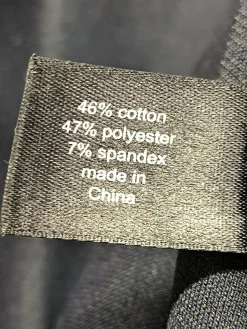 46% cotton
47% polyester
7% spandex
made in
China